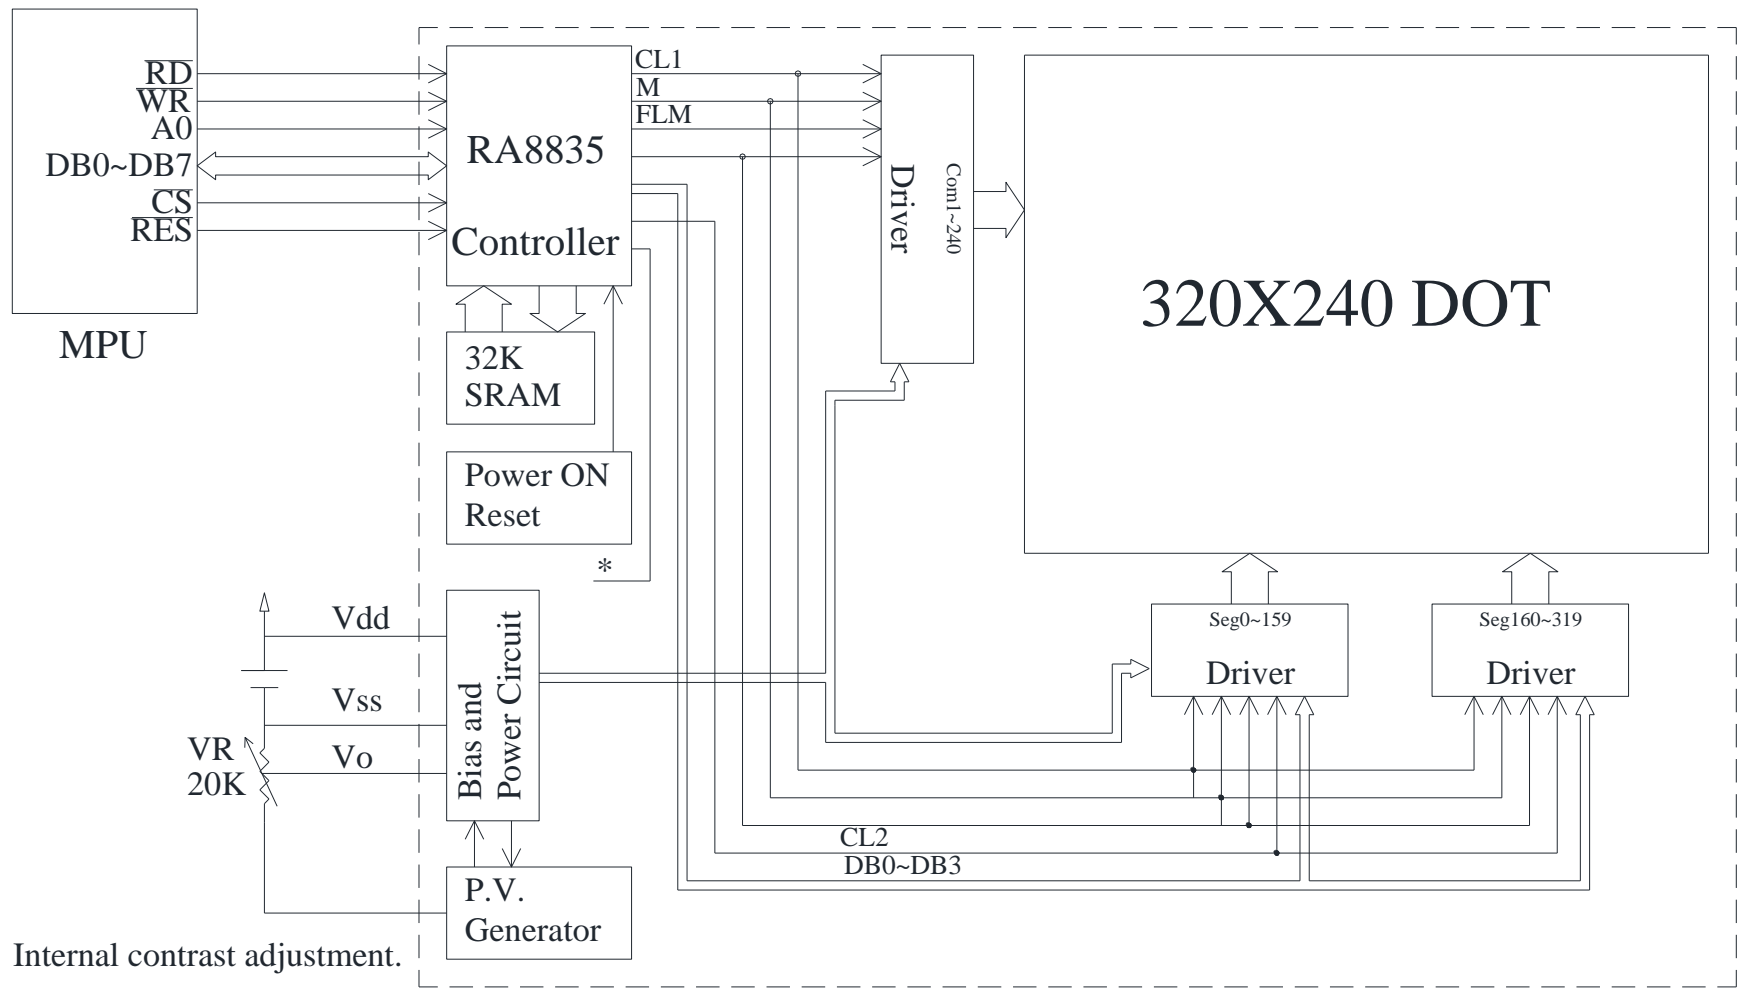 RD
WR
A0
DB0~DB7
CS
RES
MPU
RA8835
Controller
CL1
M
FLM
Driver
Com1~240
320X240 DOT
32K
SRAM
Power ON
Reset
*
Vdd
Vss
Vo
VR
20K
Bias and
Power Circuit
P.V.
Generator
Seg0~159
Driver
Seg160~319
Driver
CL2
DB0~DB3
Internal contrast adjustment.